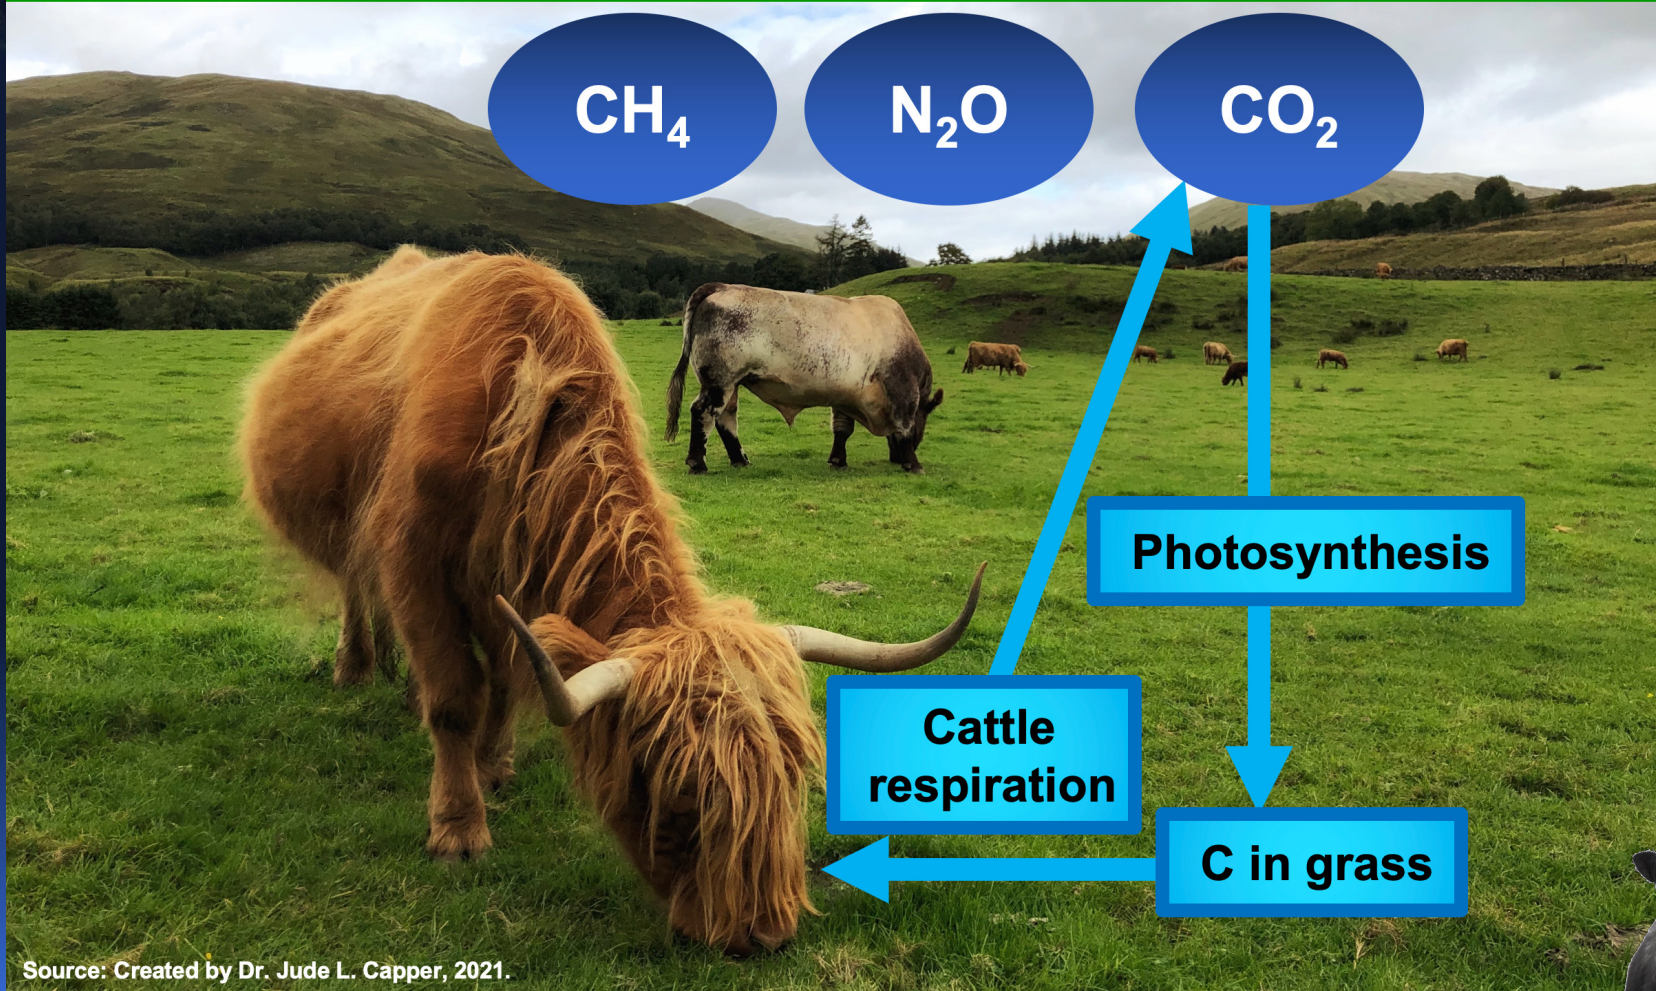 CH₄
N₂O
CO₂
Photosynthesis
Cattle
respiration
C in grass
Source: Created by Dr. Jude L. Capper, 2021.